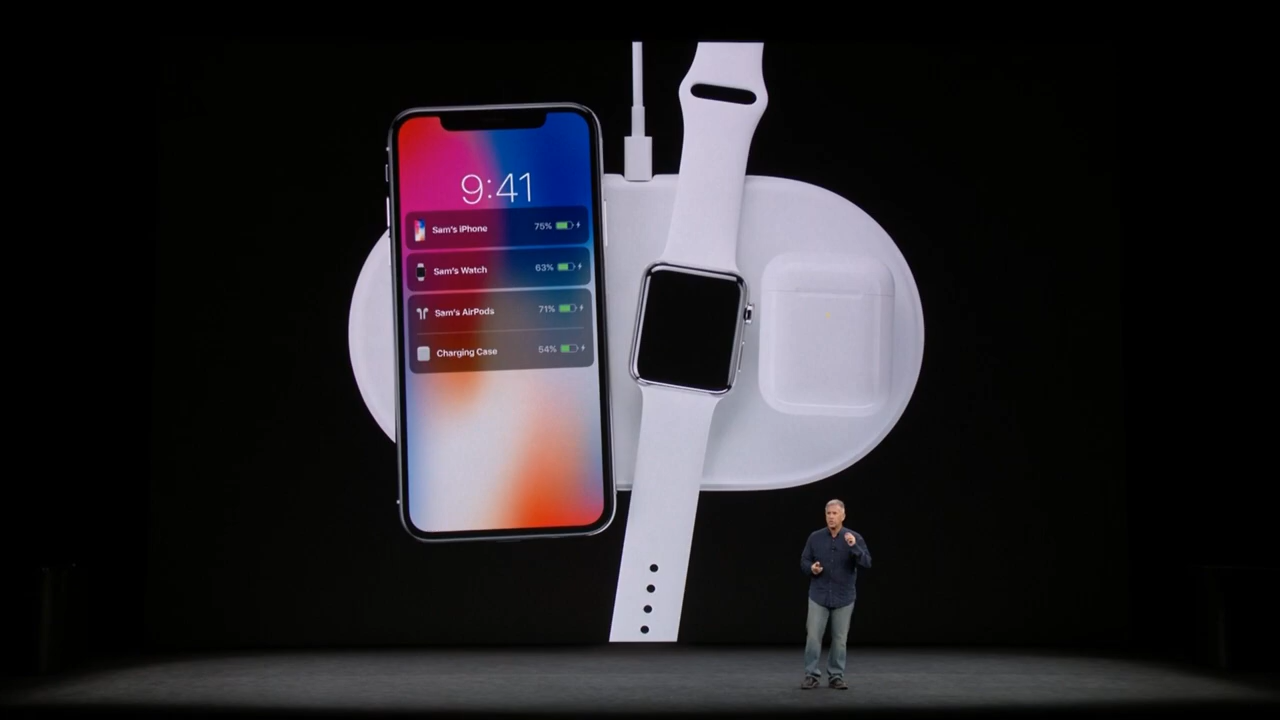 9:41
Sam's iPhone 75%
Sam's Watch 63%
Sam's AirPods 71%
Charging Case 54%